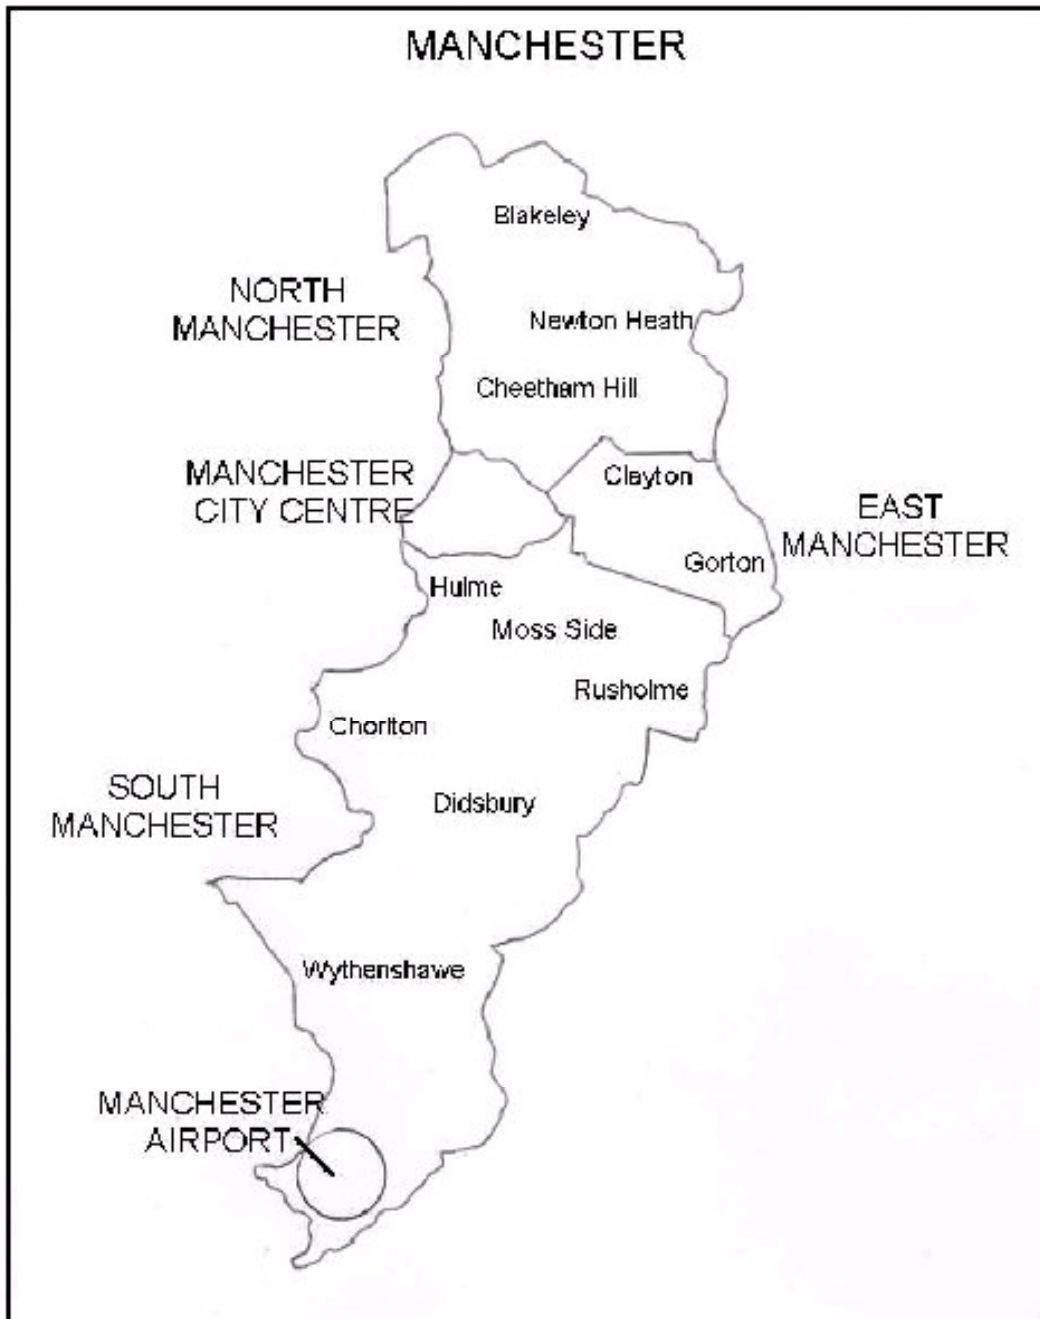 MANCHESTER
Blakeley
NORTH
MANCHESTER
Newton Heath
Cheetham Hill
MANCHESTER
CITY CENTRE
Clayton
EAST
MANCHESTER
Gorton
Hulme
Moss Side
Rusholme
Chorlton
SOUTH
MANCHESTER
Didsbury
Wythenshawe
MANCHESTER
AIRPORT